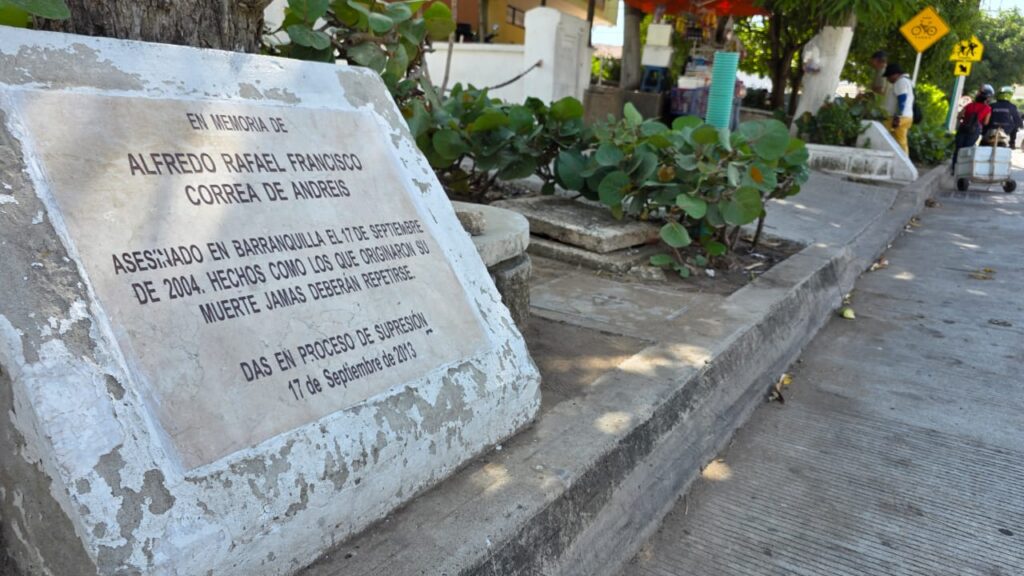 EN MEMORIA DE
ALFREDO RAFAEL FRANCISCO
CORREA DE ANDREIS
ASESINADO EN BARRANQUILLA EL 17 DE SEPTIEMBRE
DE 2004. HECHOS COMO LOS QUE ORIGINARON SU
MUERTE JAMAS DEBERÁN REPETIRSE.
DAS EN PROCESO DE SUPRESIÓN
17 de Septiembre de 2013